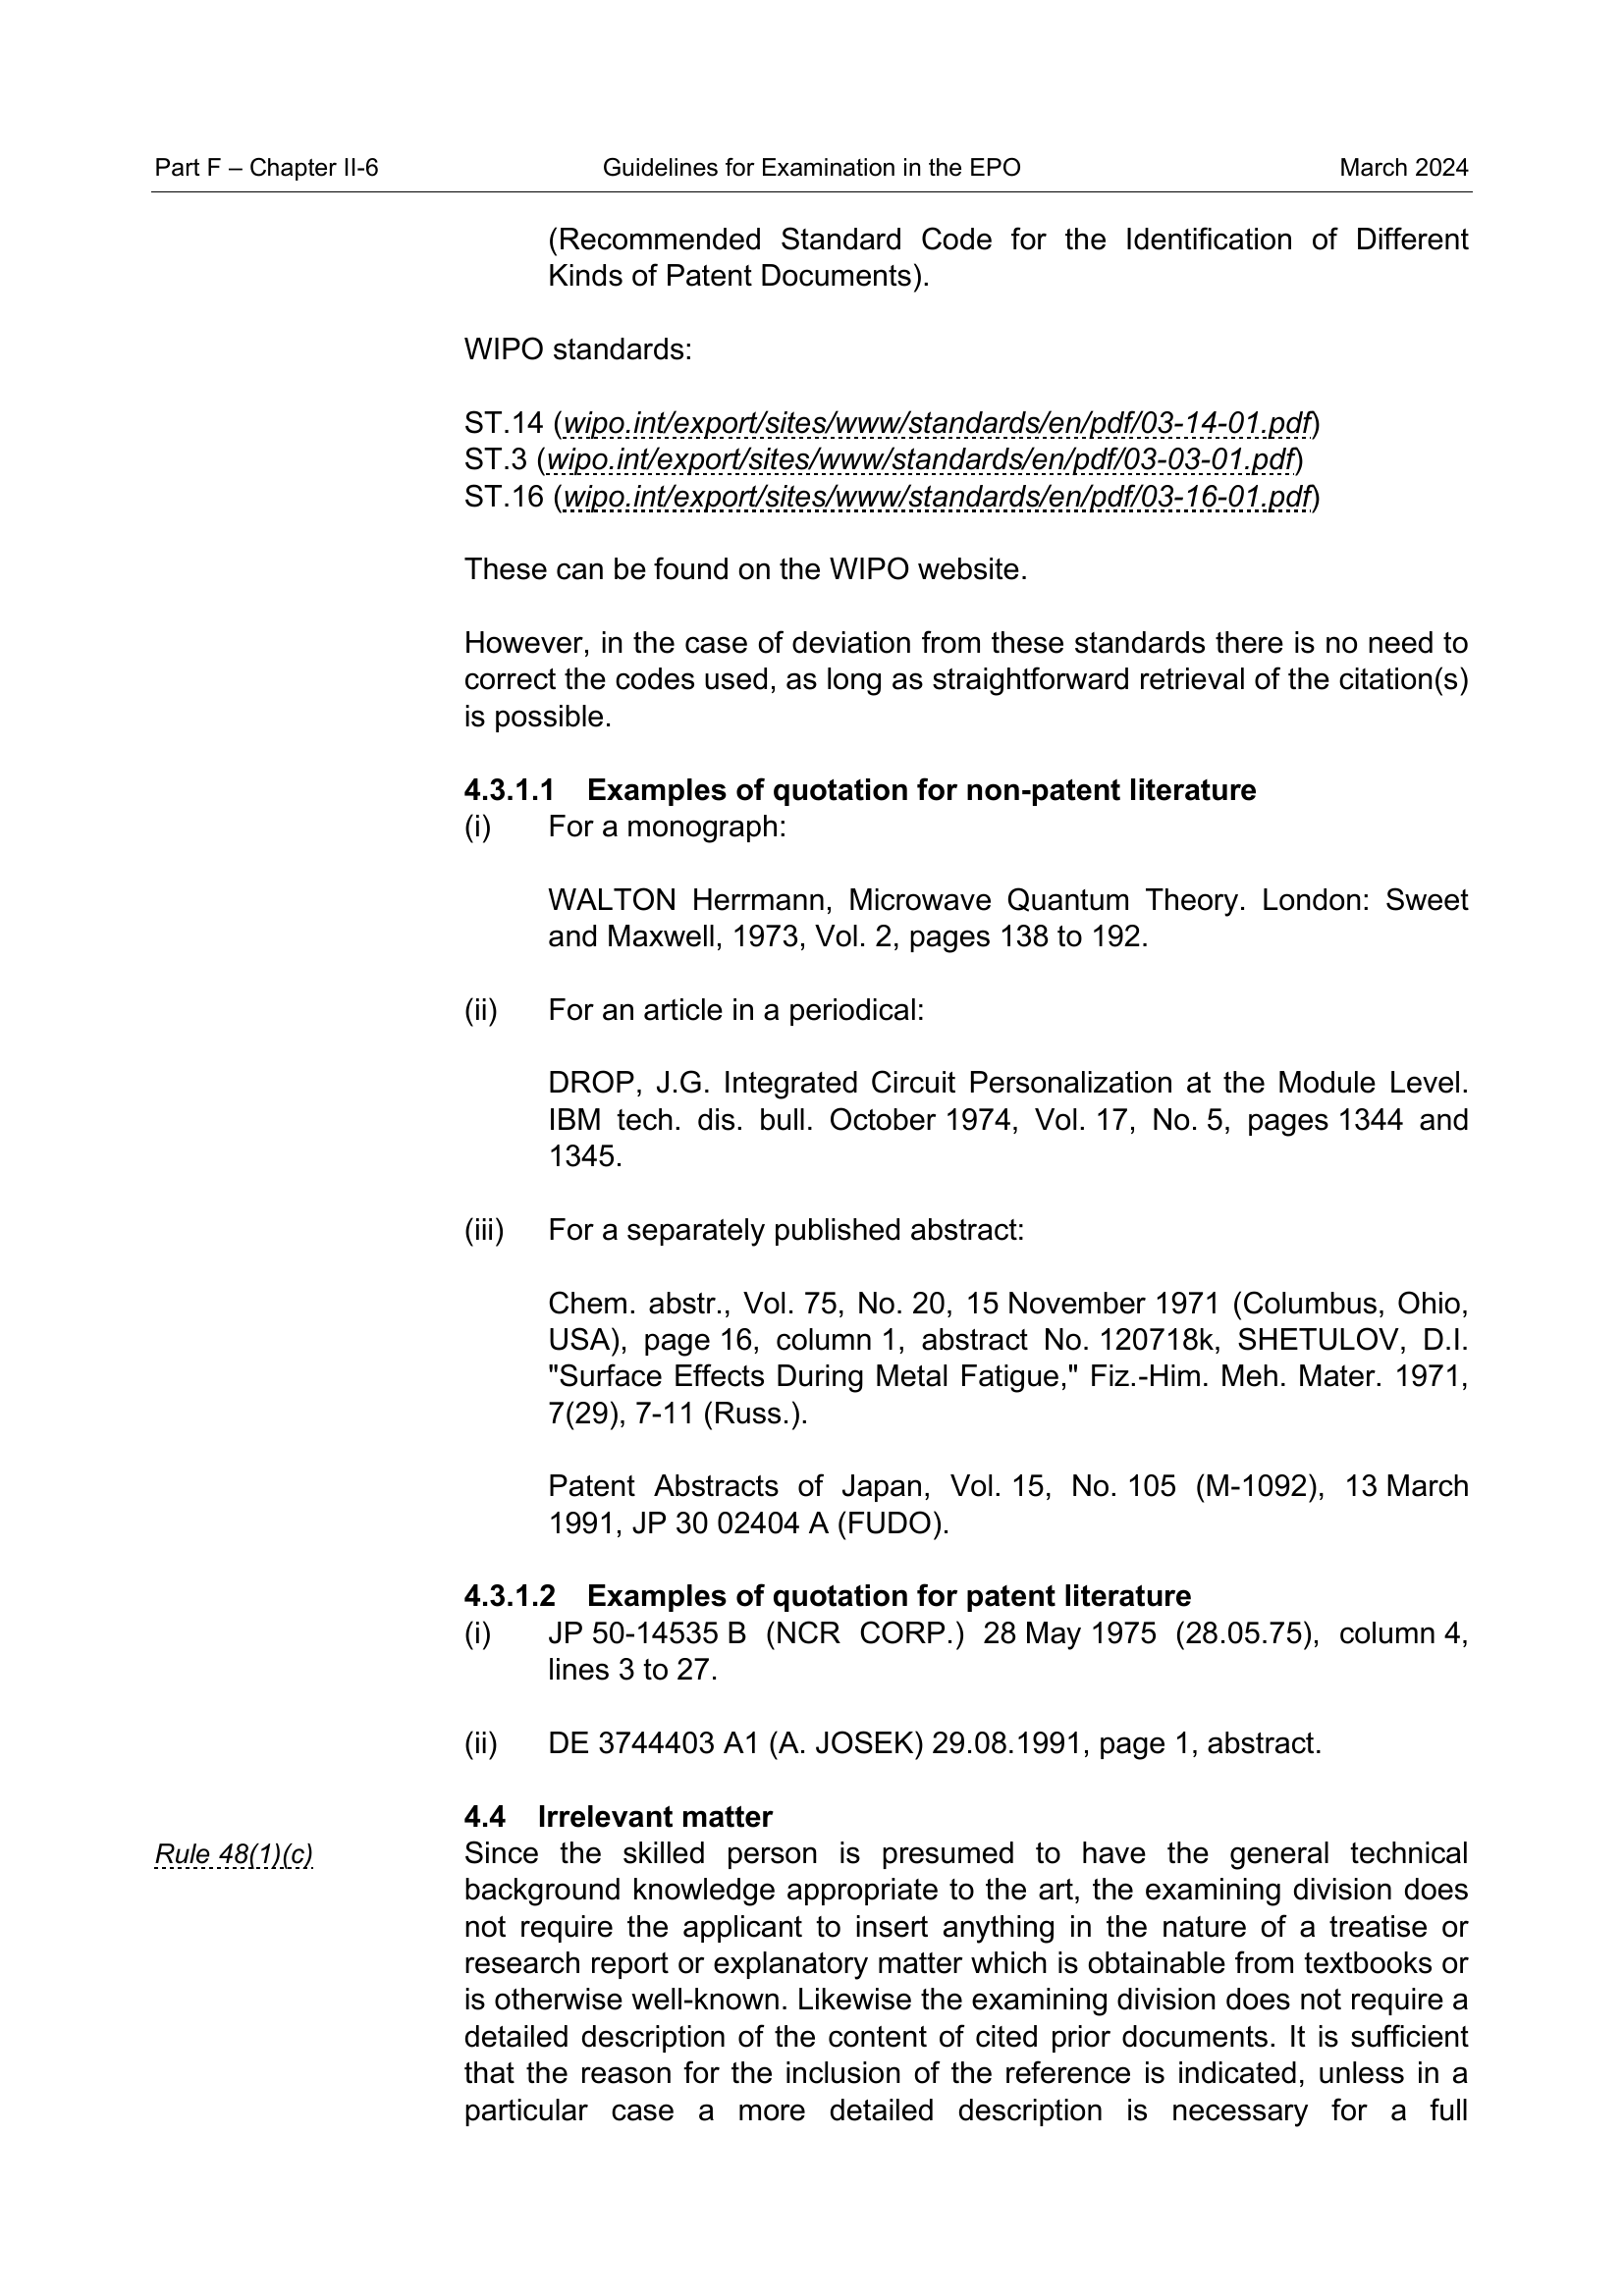 Part F – Chapter II-6 Guidelines for Examination in the EPO March 2024
(Recommended Standard Code for the Identification of Different
Kinds of Patent Documents).
WIPO standards:
ST.14 (wipo.int/export/sites/www/standards/en/pdf/03-14-01.pdf)
ST.3 (wipo.int/export/sites/www/standards/en/pdf/03-03-01.pdf)
ST.16 (wipo.int/export/sites/www/standards/en/pdf/03-16-01.pdf)
These can be found on the WIPO website.
However, in the case of deviation from these standards there is no need to
correct the codes used, as long as straightforward retrieval of the citation(s)
is possible.
4.3.1.1 Examples of quotation for non-patent literature
(i) For a monograph:
WALTON Herrmann, Microwave Quantum Theory. London: Sweet
and Maxwell, 1973, Vol. 2, pages 138 to 192.
(ii) For an article in a periodical:
DROP, J.G. Integrated Circuit Personalization at the Module Level.
IBM tech. dis. bull. October 1974, Vol. 17, No. 5, pages 1344 and
1345.
(iii) For a separately published abstract:
Chem. abstr., Vol. 75, No. 20, 15 November 1971 (Columbus, Ohio,
USA), page 16, column 1, abstract No. 120718k, SHETULOV, D.I.
"Surface Effects During Metal Fatigue," Fiz.-Him. Meh. Mater. 1971,
7(29), 7-11 (Russ.).
Patent Abstracts of Japan, Vol. 15, No. 105 (M-1092), 13 March
1991, JP 30 02404 A (FUDO).
4.3.1.2 Examples of quotation for patent literature
(i) JP 50-14535 B (NCR CORP.) 28 May 1975 (28.05.75), column 4,
lines 3 to 27.
(ii) DE 3744403 A1 (A. JOSEK) 29.08.1991, page 1, abstract.
4.4 Irrelevant matter
Rule 48(1)(c) Since the skilled person is presumed to have the general technical
background knowledge appropriate to the art, the examining division does
not require the applicant to insert anything in the nature of a treatise or
research report or explanatory matter which is obtainable from textbooks or
is otherwise well-known. Likewise the examining division does not require a
detailed description of the content of cited prior documents. It is sufficient
that the reason for the inclusion of the reference is indicated, unless in a
particular case a more detailed description is necessary for a full